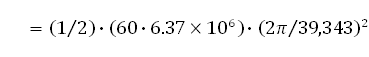 = (1/2)· (60 · 6.37 × 10⁶)· (2π/39,343)²